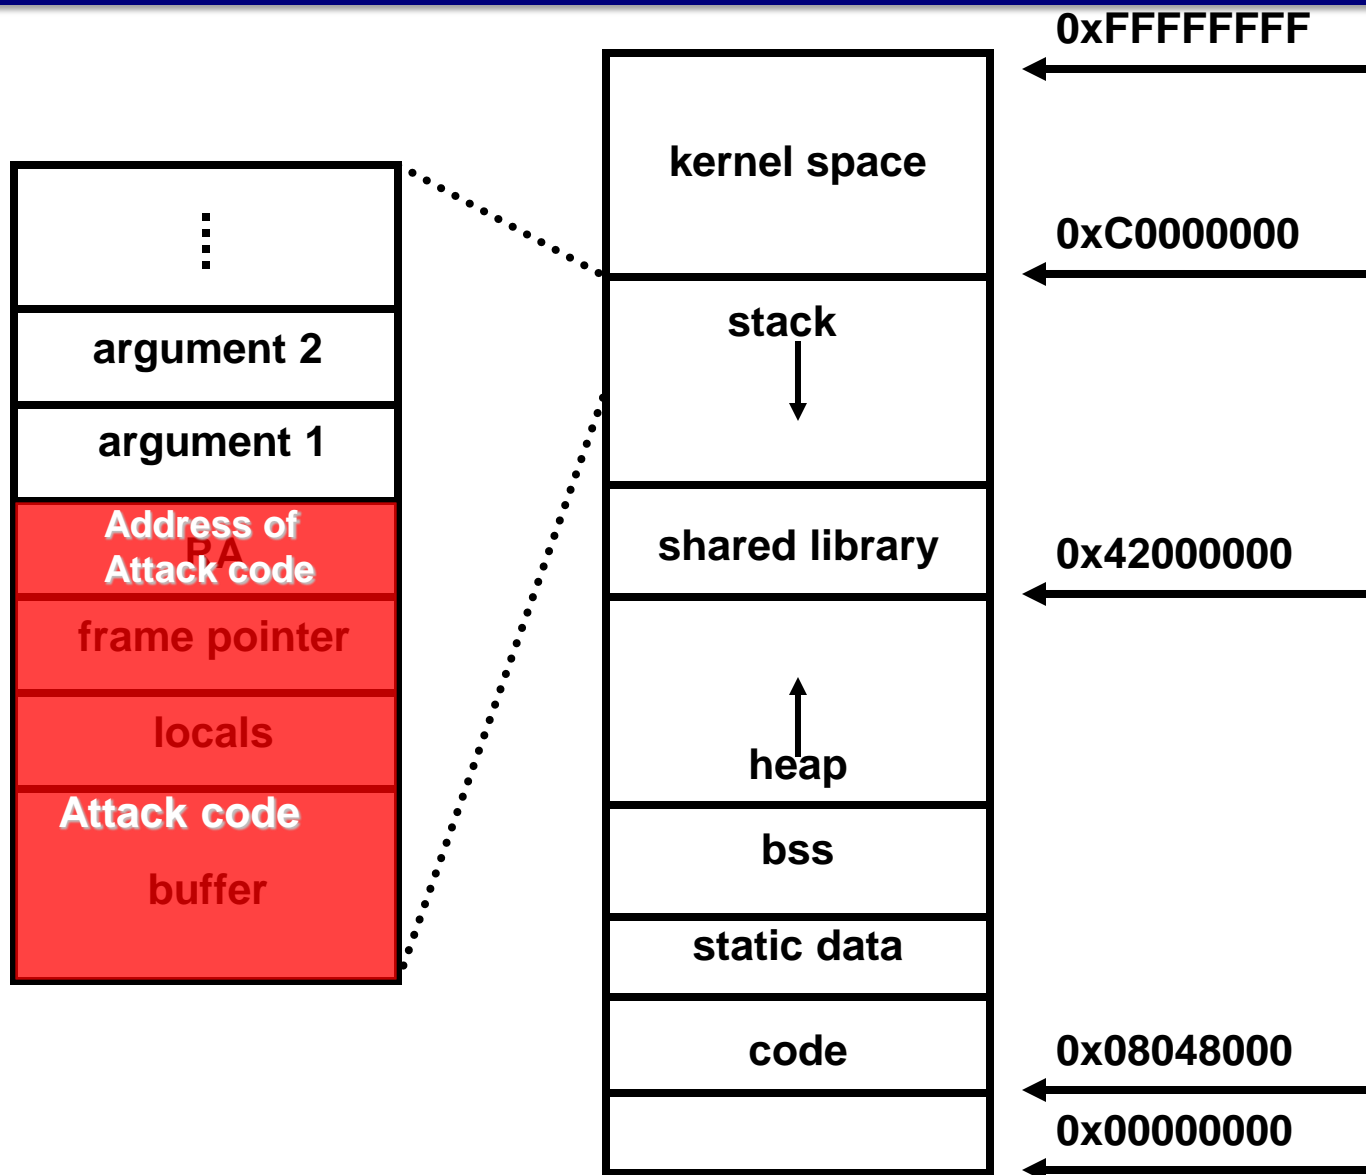 0xFFFFFFFF
kernel space
0xC0000000
stack
argument 2
argument 1
Address of
RA
Attack code
shared library
0x42000000
frame pointer
locals
heap
Attack code
bss
buffer
static data
code
0x08048000
0x00000000